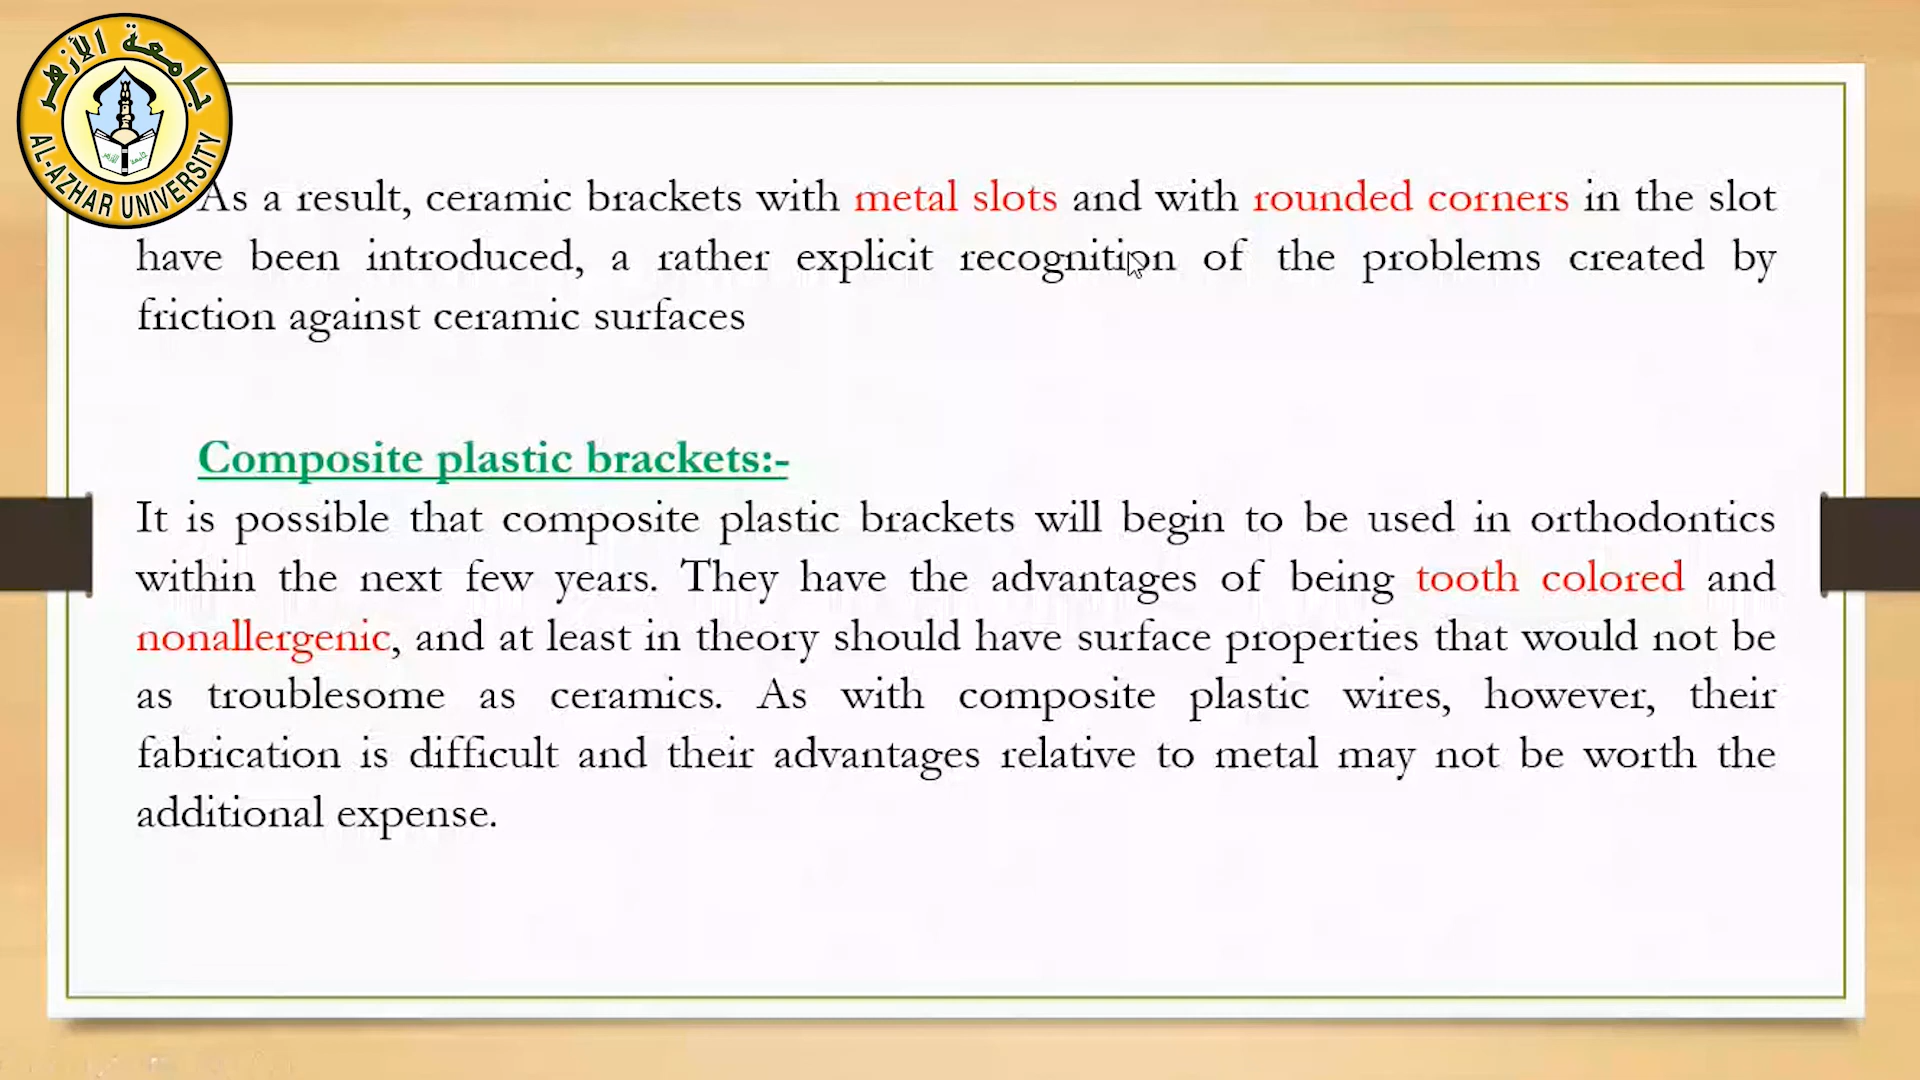 جامعة الأزهر
AL-AZHAR UNIVERSITY
As a result, ceramic brackets with metal slots and with rounded corners in the slot
have been introduced, a rather explicit recognition of the problems created by
friction against ceramic surfaces
Composite plastic brackets:-
It is possible that composite plastic brackets will begin to be used in orthodontics
within the next few years. They have the advantages of being tooth colored and
nonallergenic, and at least in theory should have surface properties that would not be
as troublesome as ceramics. As with composite plastic wires, however, their
fabrication is difficult and their advantages relative to metal may not be worth the
additional expense.